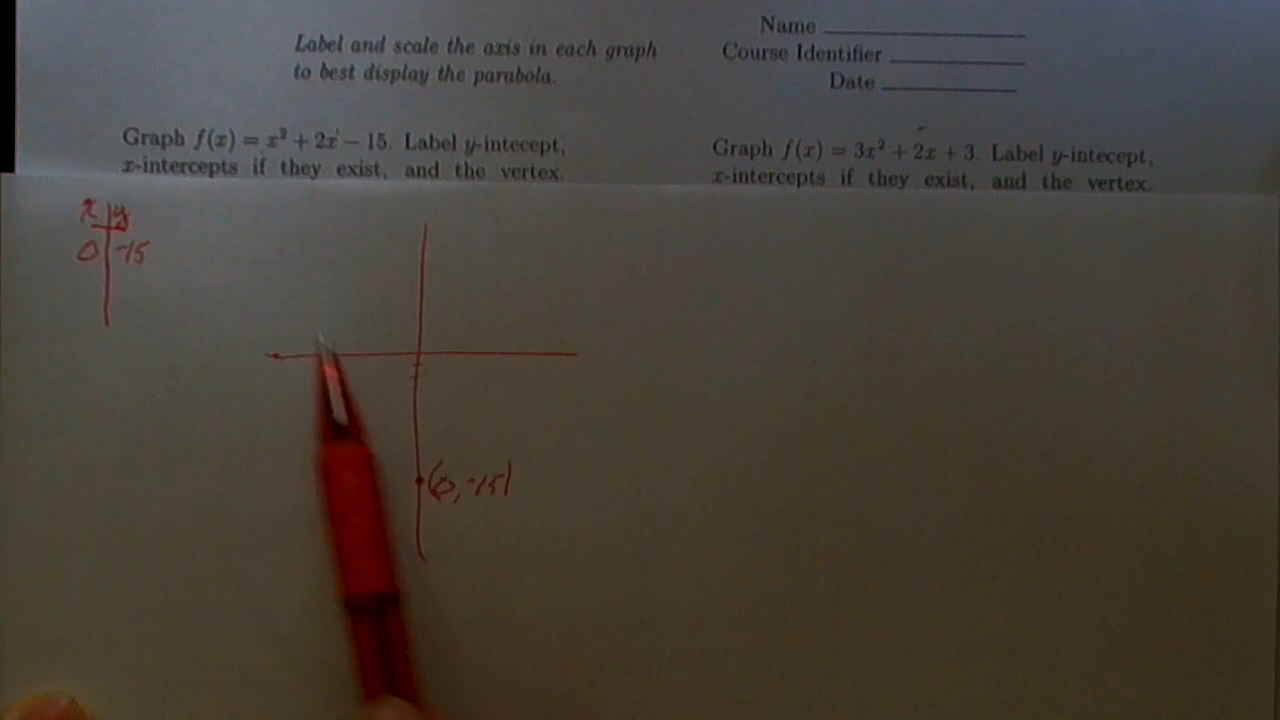 Name
Course Identifier
Date
Label and scale the axis in each graph
to best display the parabola.
Graph f(x) = x² + 2x − 15. Label y-intecept,
x-intercepts if they exist, and the vertex.
Graph f(x) = 3x² + 2x + 3. Label y-intecept,
x-intercepts if they exist, and the vertex.
x y
0 -15
(0, -15)